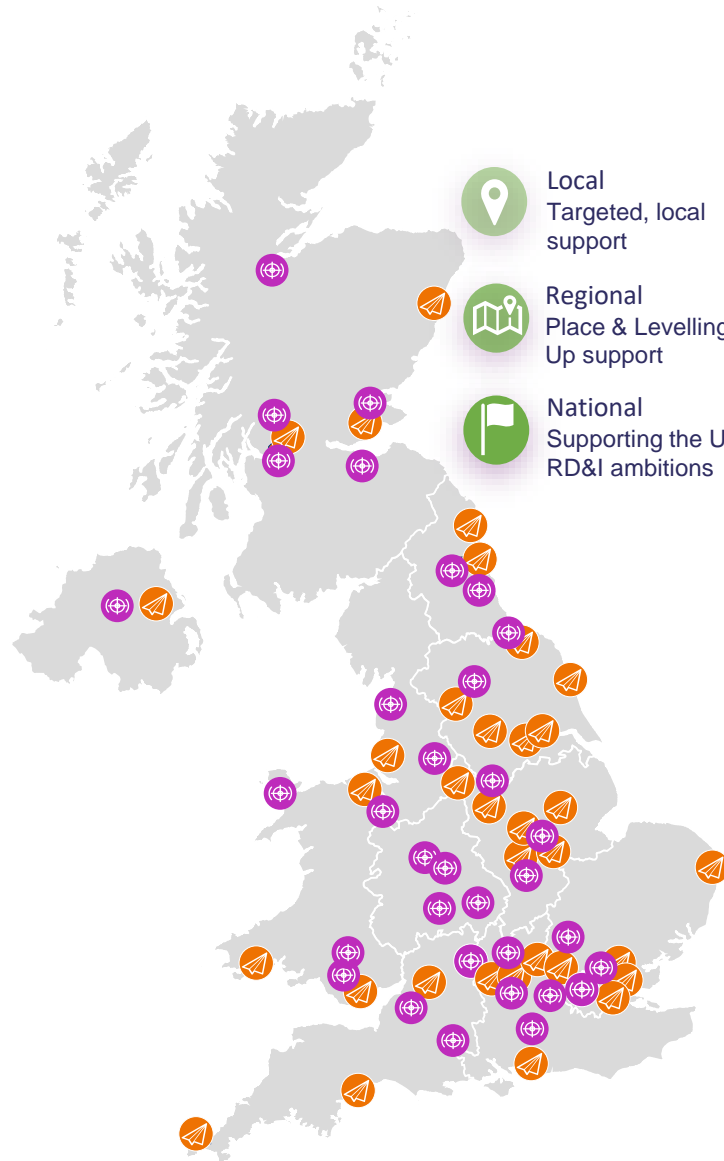 Local
Targeted, local
support
Regional
Place & Levelling
Up support
National
Supporting the U
RD&I ambitions